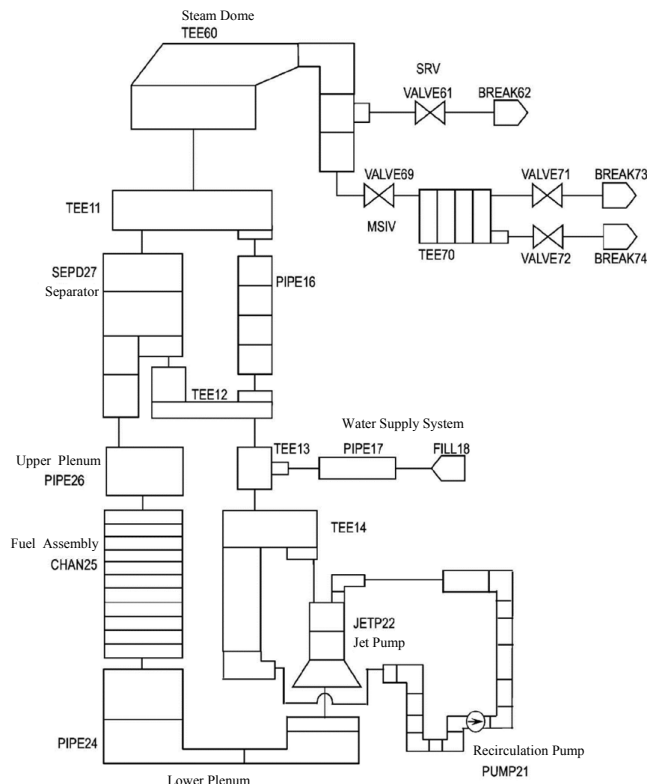 Steam Dome
TEE60
SRV
VALVE61
BREAK62
VALVE69
VALVE71
BREAK73
MSIV
TEE70
VALVE72
BREAK74
TEE11
SEPD27
Separator
PIPE16
TEE12
Water Supply System
TEE13
PIPE17
FILL18
Upper Plenum
PIPE26
TEE14
Fuel Assembly
CHAN25
JETP22
Jet Pump
PIPE24
Recirculation Pump
PUMP21
Lower Plenum